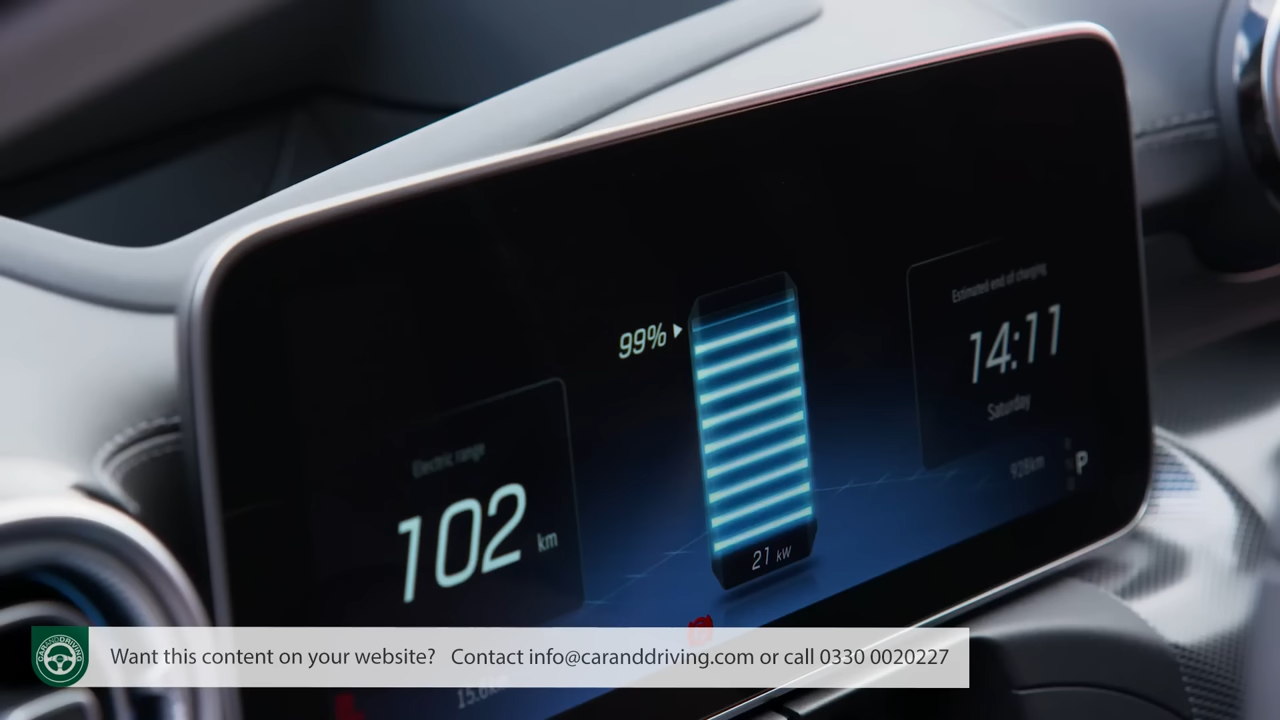 Estimated end of charging
14:11
Saturday
99%
Electric range
102 km
21 kW
P
CARANDDRIVING
Want this content on your website? Contact info@caranddriving.com or call 0330 0020227